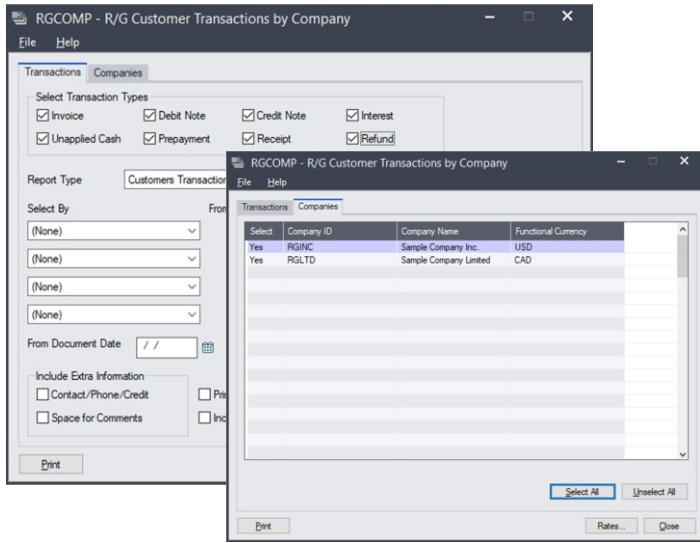 RGCOMP - R/G Customer Transactions by Company
File Help
Transactions Companies
Select Transaction Types
Invoice Debit Note Credit Note Interest
Unapplied Cash Prepayment Receipt Refund
Report Type Customers Transaction
Select By
(None)
(None)
(None)
(None)
From Document Date / /
Include Extra Information
Contact/Phone/Credit
Space for Comments
Print
RGCOMP - R/G Customer Transactions by Company
File Help
Transactions Companies
Select Company ID Company Name Functional Currency
Yes RGINC Sample Company Inc. USD
Yes RGLTD Sample Company Limited CAD
Select All Unselect All
Print Rates... Close